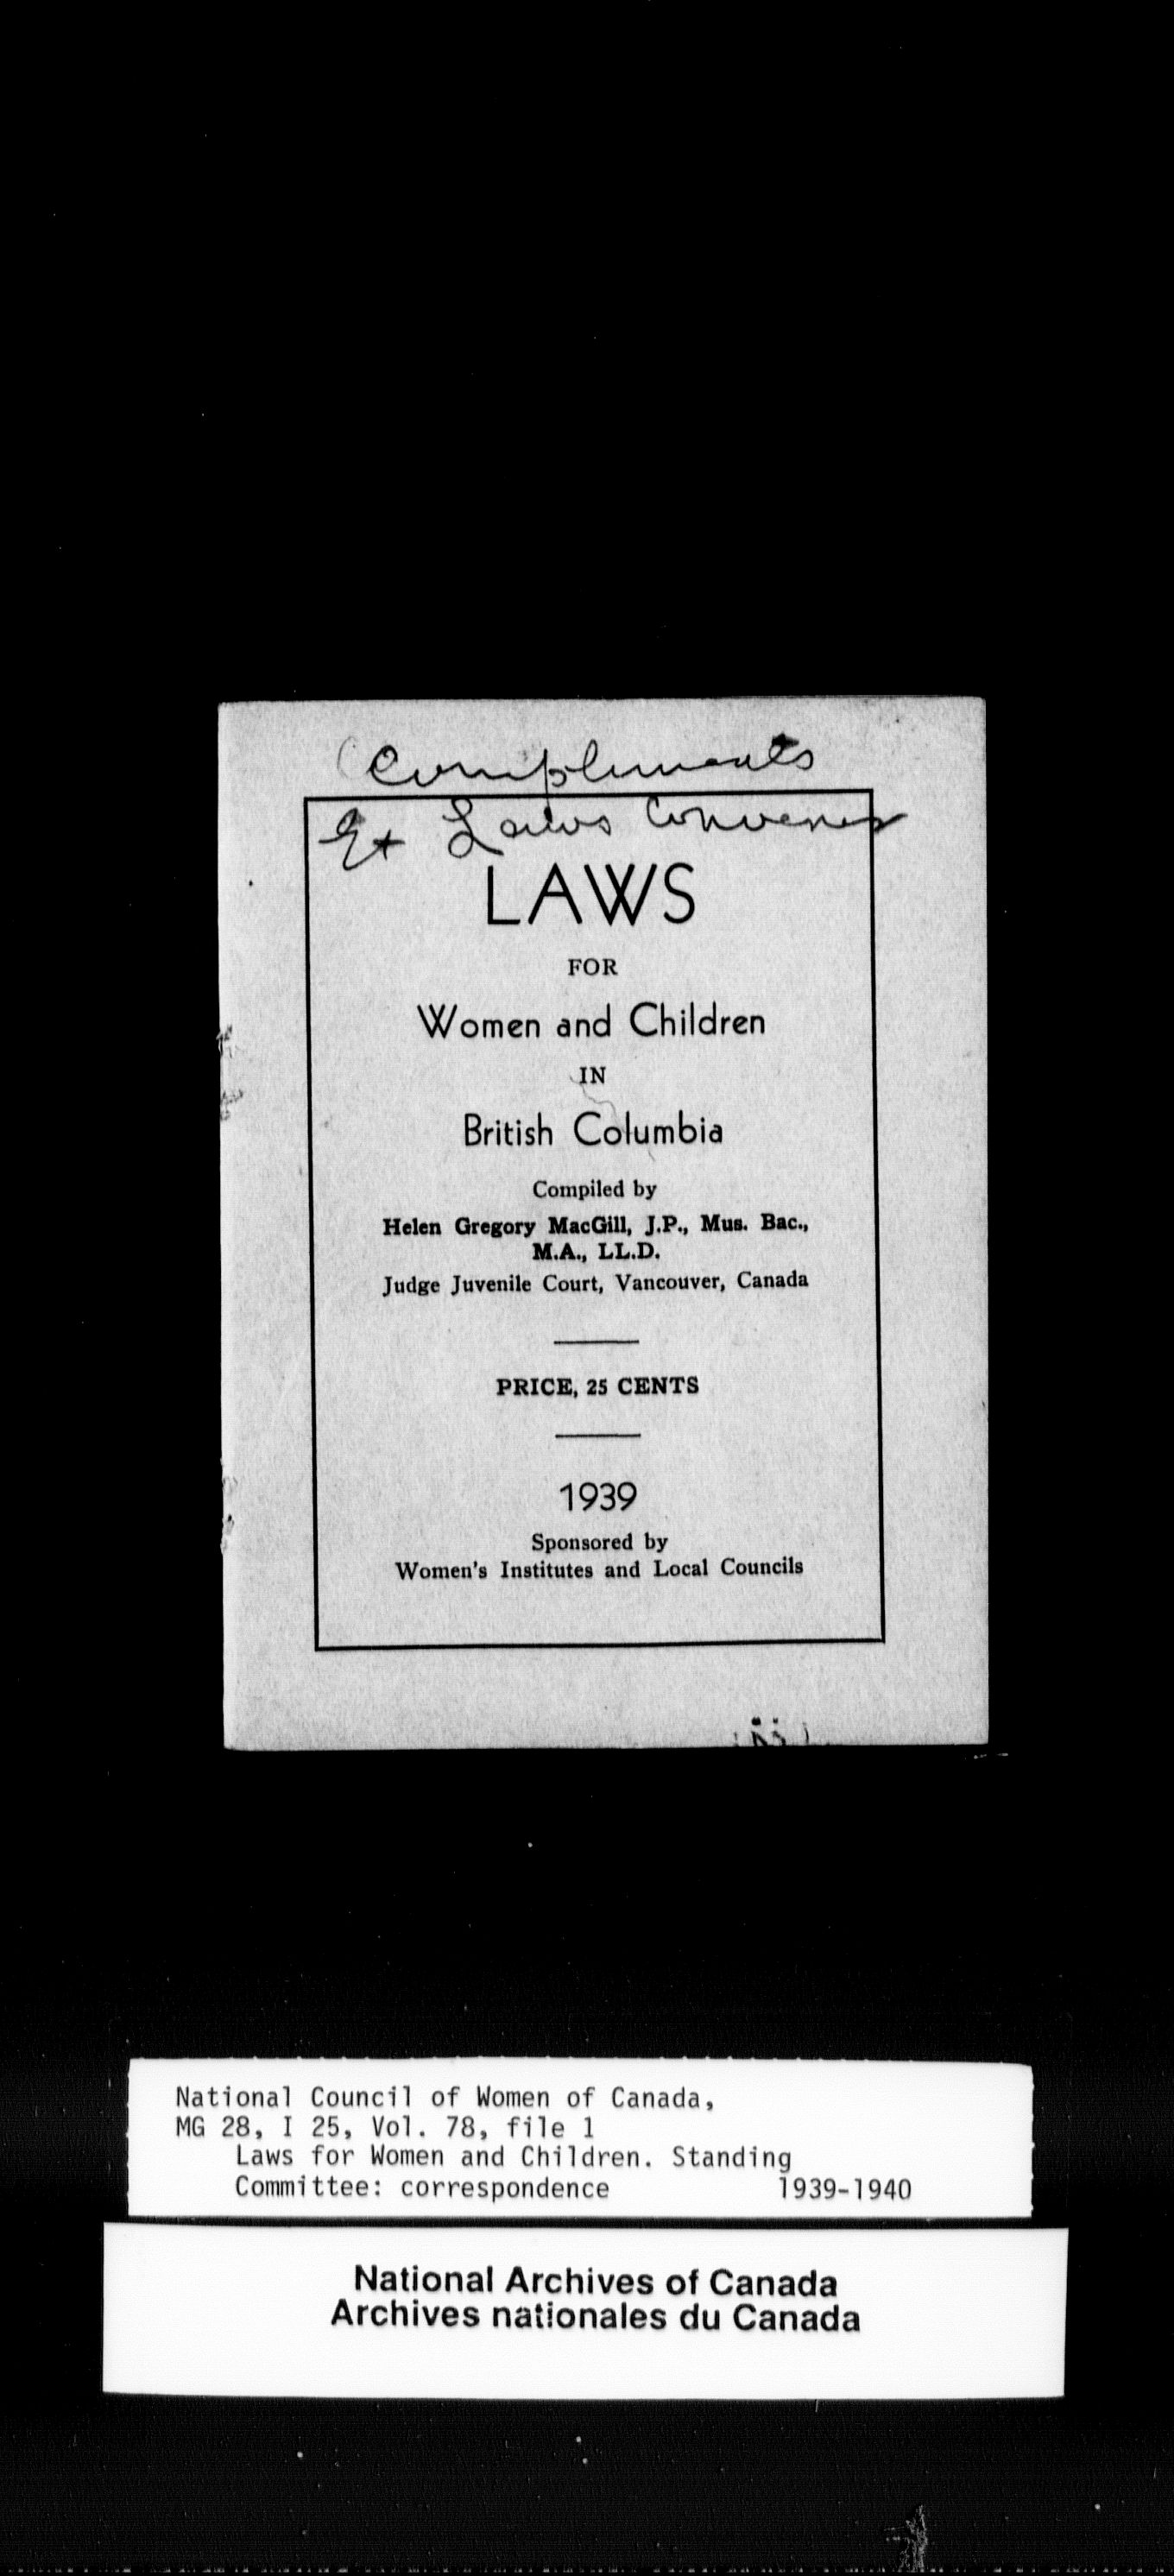 Compliments
Ex Laws Convener
LAWS
FOR
Women and Children
IN
British Columbia
Compiled by
Helen Gregory MacGill, J.P., Mus. Bac.,
M.A., LL.D.
Judge Juvenile Court, Vancouver, Canada
PRICE, 25 CENTS
1939
Sponsored by
Women's Institutes and Local Councils
National Council of Women of Canada,
MG 28, I 25, Vol. 78, file 1
Laws for Women and Children. Standing
Committee: correspondence 1939-1940
National Archives of Canada
Archives nationales du Canada